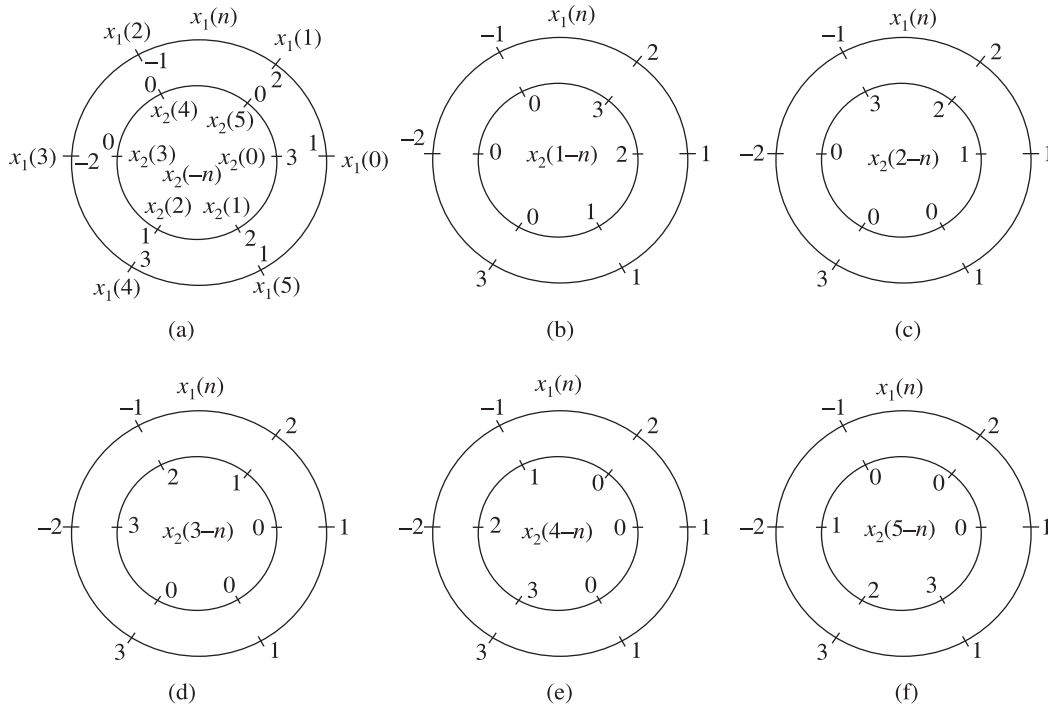 x₁(n)
x₁(2) x₁(1)
–1 2
0 0
x₂(4) x₂(5)
x₁(3) –2 0 x₂(3) x₂(0) 3 1 x₁(0)
x₂(–n)
x₂(2) x₂(1)
1 2
3 1
x₁(4) x₁(5)
(a)
x₁(n)
–1 2
0 3
–2 0 x₂(1–n) 2 1
0 1
3 1
(b)
x₁(n)
–1 2
3 2
–2 0 x₂(2–n) 1 1
0 0
3 1
(c)
x₁(n)
–1 2
2 1
–2 3 x₂(3–n) 0 1
0 0
3 1
(d)
x₁(n)
–1 2
1 0
–2 2 x₂(4–n) 0 1
3 0
3 1
(e)
x₁(n)
–1 2
0 0
–2 1 x₂(5–n) 0 1
2 3
3 1
(f)